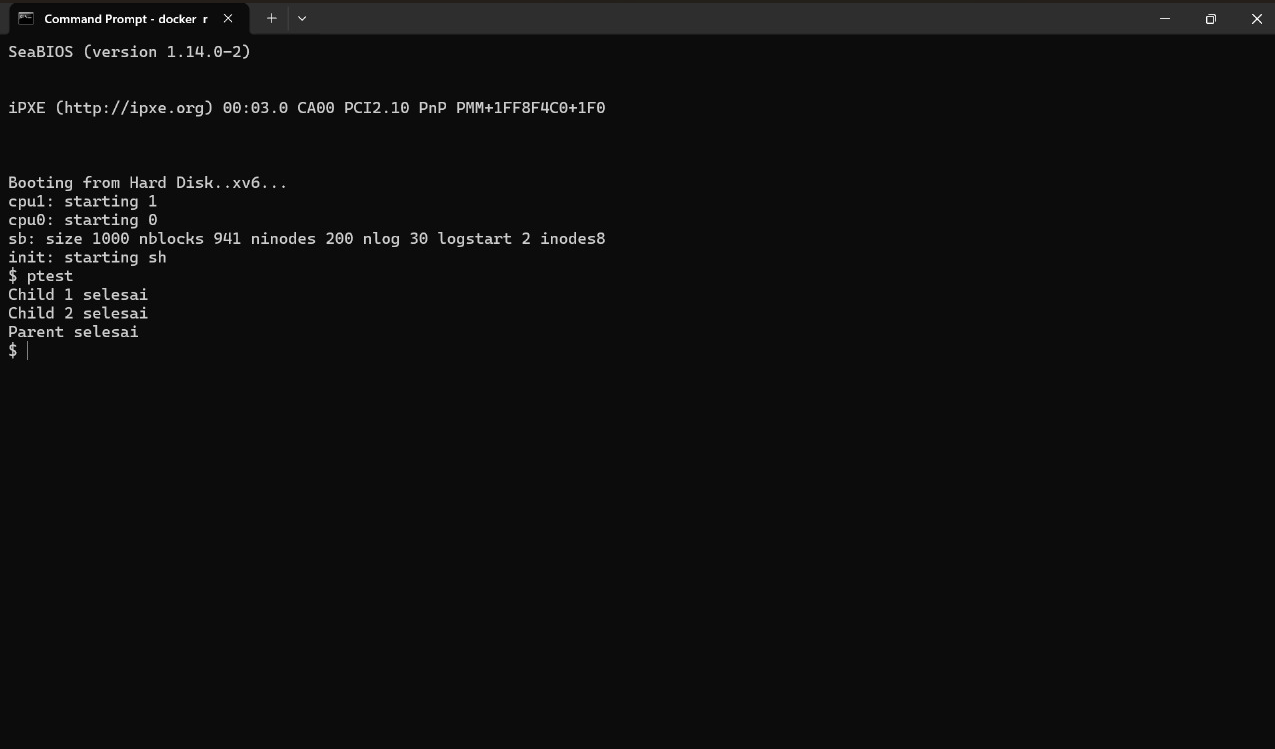 Command Prompt - docker r
SeaBIOS (version 1.14.0-2)
iPXE (http://ipxe.org) 00:03.0 CA00 PCI2.10 PnP PMM+1FF8F4C0+1F0
Booting from Hard Disk..xv6...
cpu1: starting 1
cpu0: starting 0
sb: size 1000 nblocks 941 ninodes 200 nlog 30 logstart 2 inodes8
init: starting sh
$ ptest
Child 1 selesai
Child 2 selesai
Parent selesai
$